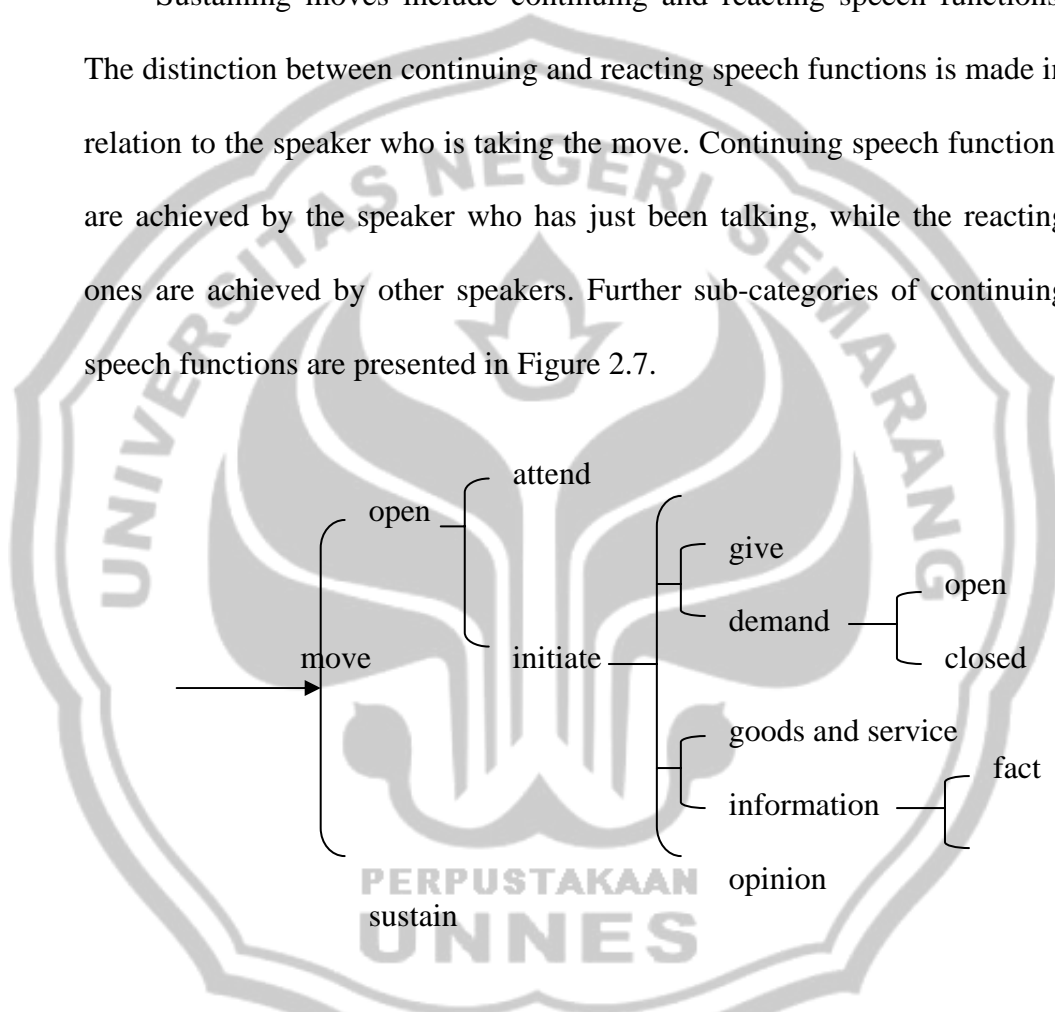 Sustaining moves include continuing and reacting speech functions
The distinction between continuing and reacting speech functions is made in
relation to the speaker who is taking the move. Continuing speech function
are achieved by the speaker who has just been talking, while the reacting
ones are achieved by other speakers. Further sub-categories of continuing
speech functions are presented in Figure 2.7.
attend
open
give
open
demand
move
initiate
closed
goods and service
fact
information
opinion
sustain
UNIVERSITAS NEGERI SEMARANG
PERPUSTAKAAN
UNNES